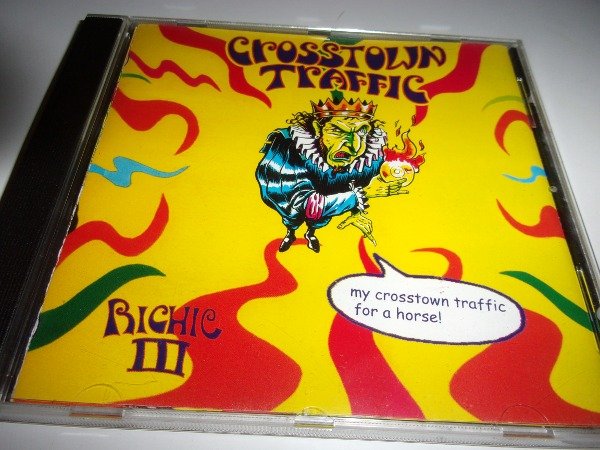 CROSSTOWN
TRAFFIC
my crosstown traffic
for a horse!
RICHIE
III